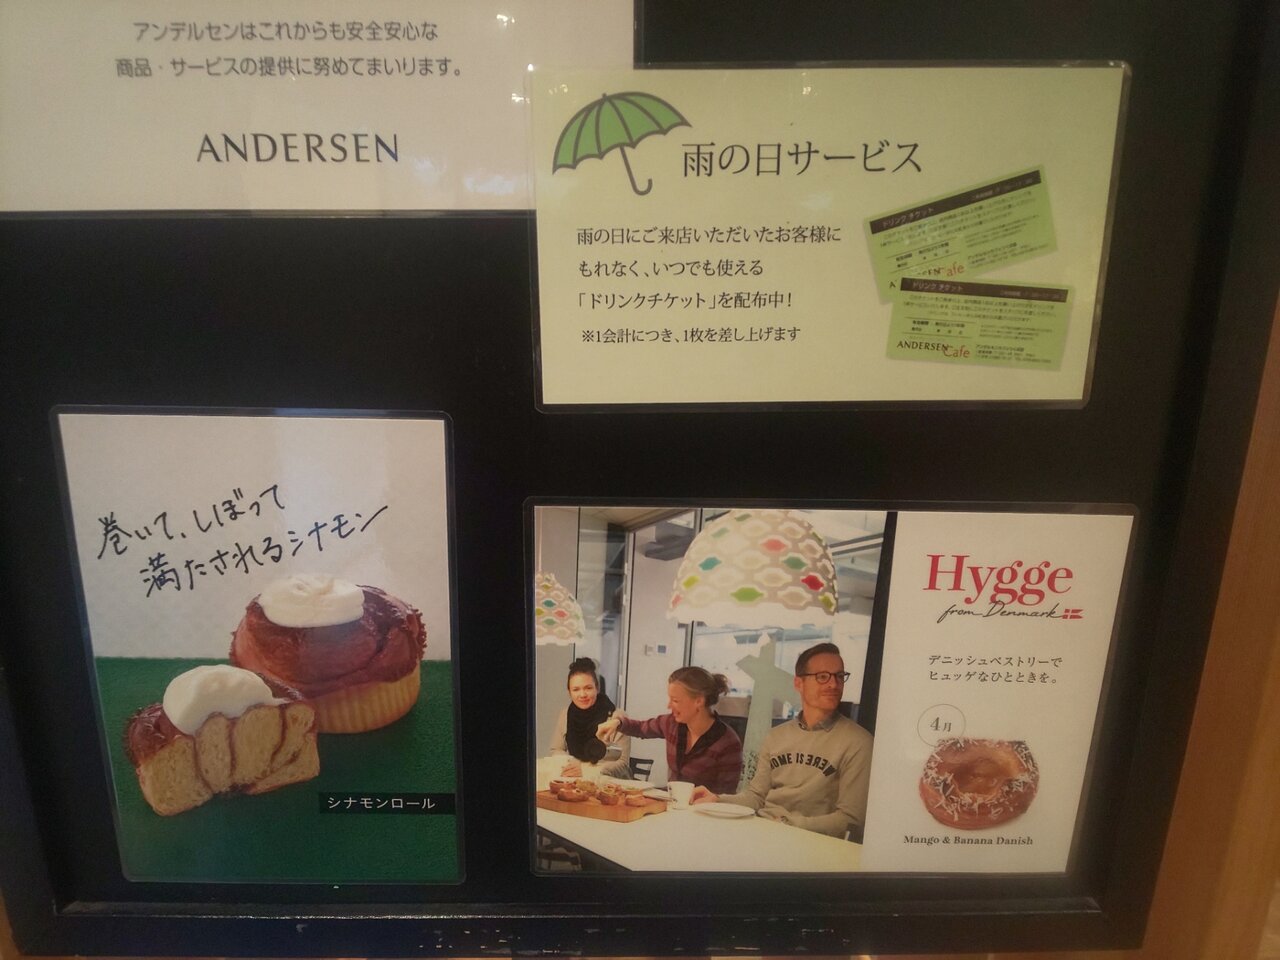 アンデルセンはこれからも安全安心な
商品・サービスの提供に努めてまいります。
ANDERSEN
雨の日サービス
雨の日にご来店いただいたお客様に
もれなく、いつでも使える
「ドリンクチケット」を配布中!
※1会計につき、1枚を差し上げます
ドリンク チケット
ドリンク チケット
ANDERSEN Cafe
巻いて、しぼって
満たされるシナモン
シナモンロール
Hygge
from Denmark
デニッシュペストリーで
ヒュッゲなひとときを。
4月
Mango & Banana Danish